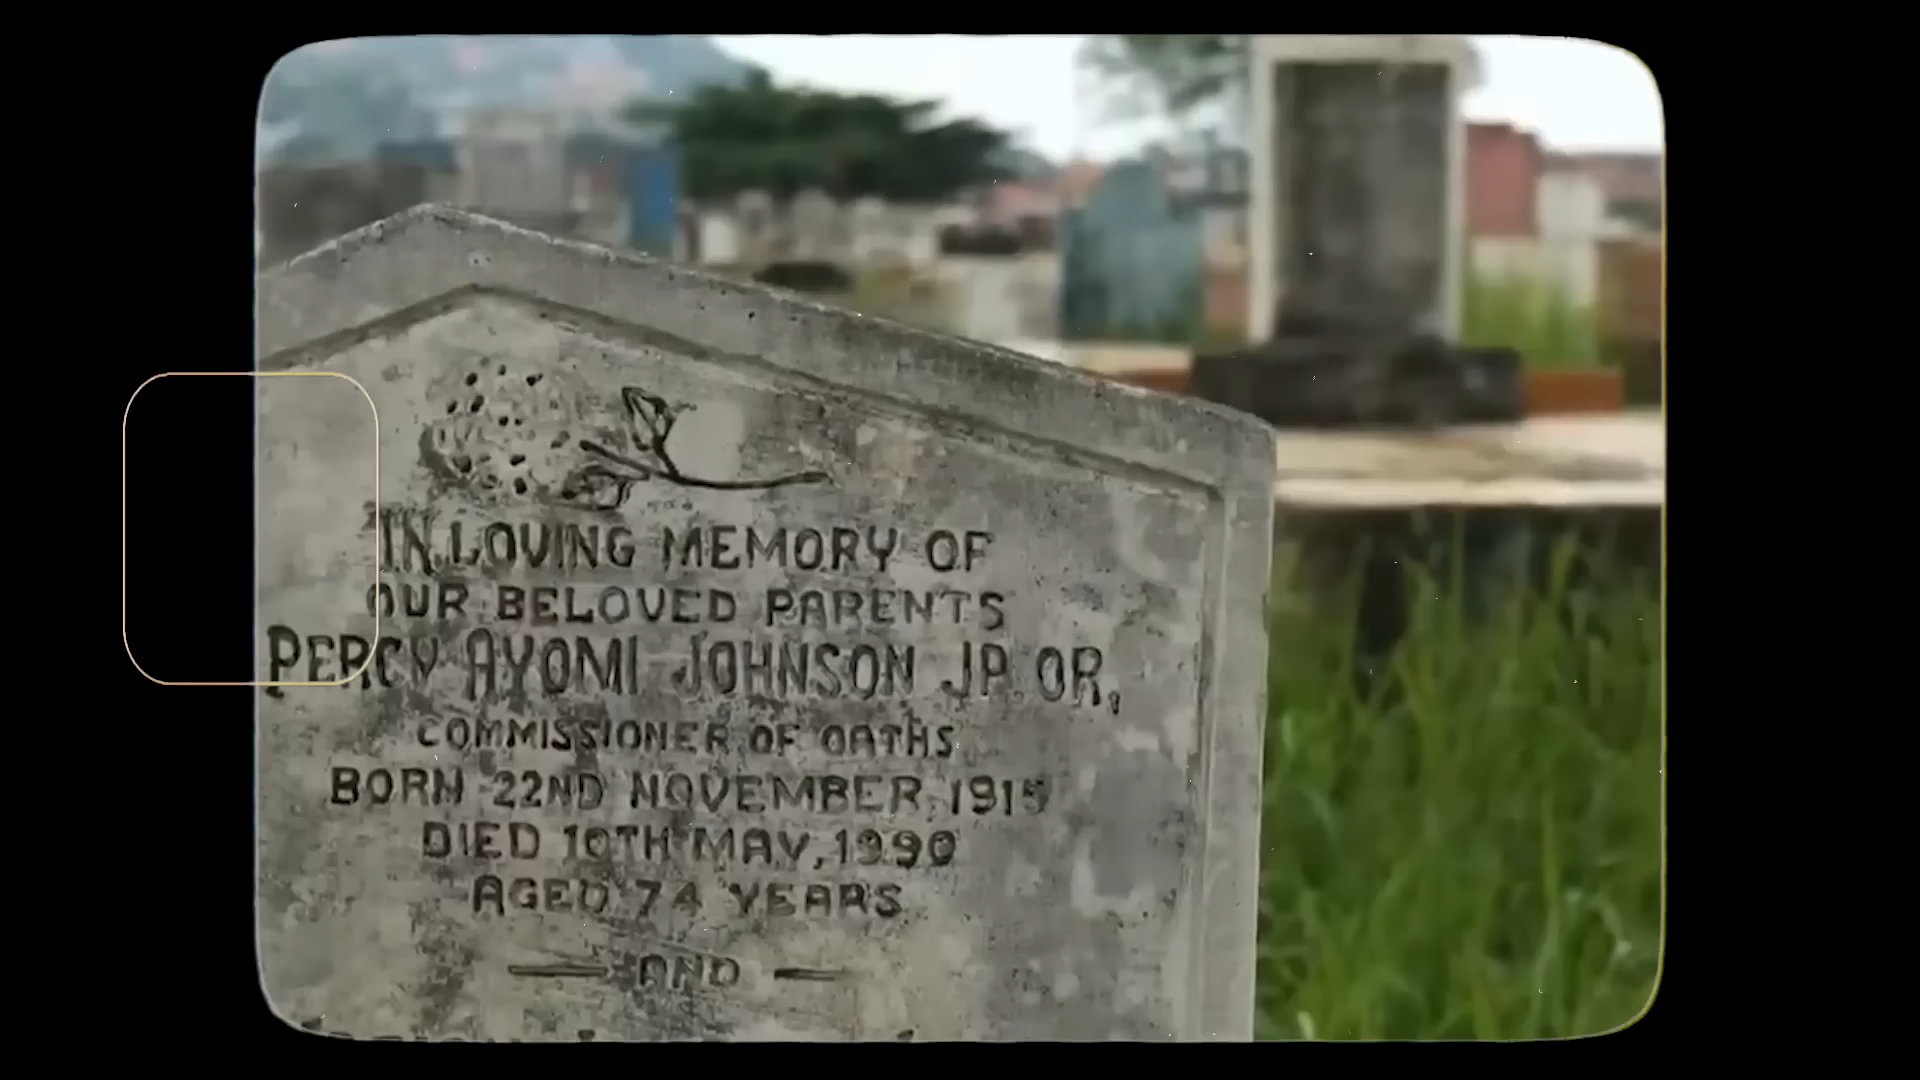 IN LOVING MEMORY OF
OUR BELOVED PARENTS
PERCY AYOMI JOHNSON JP. OR,
COMMISSIONER OF OATHS
BORN 22ND NOVEMBER, 1915
DIED 10TH MAY, 1990
AGED 74 YEARS
— AND —